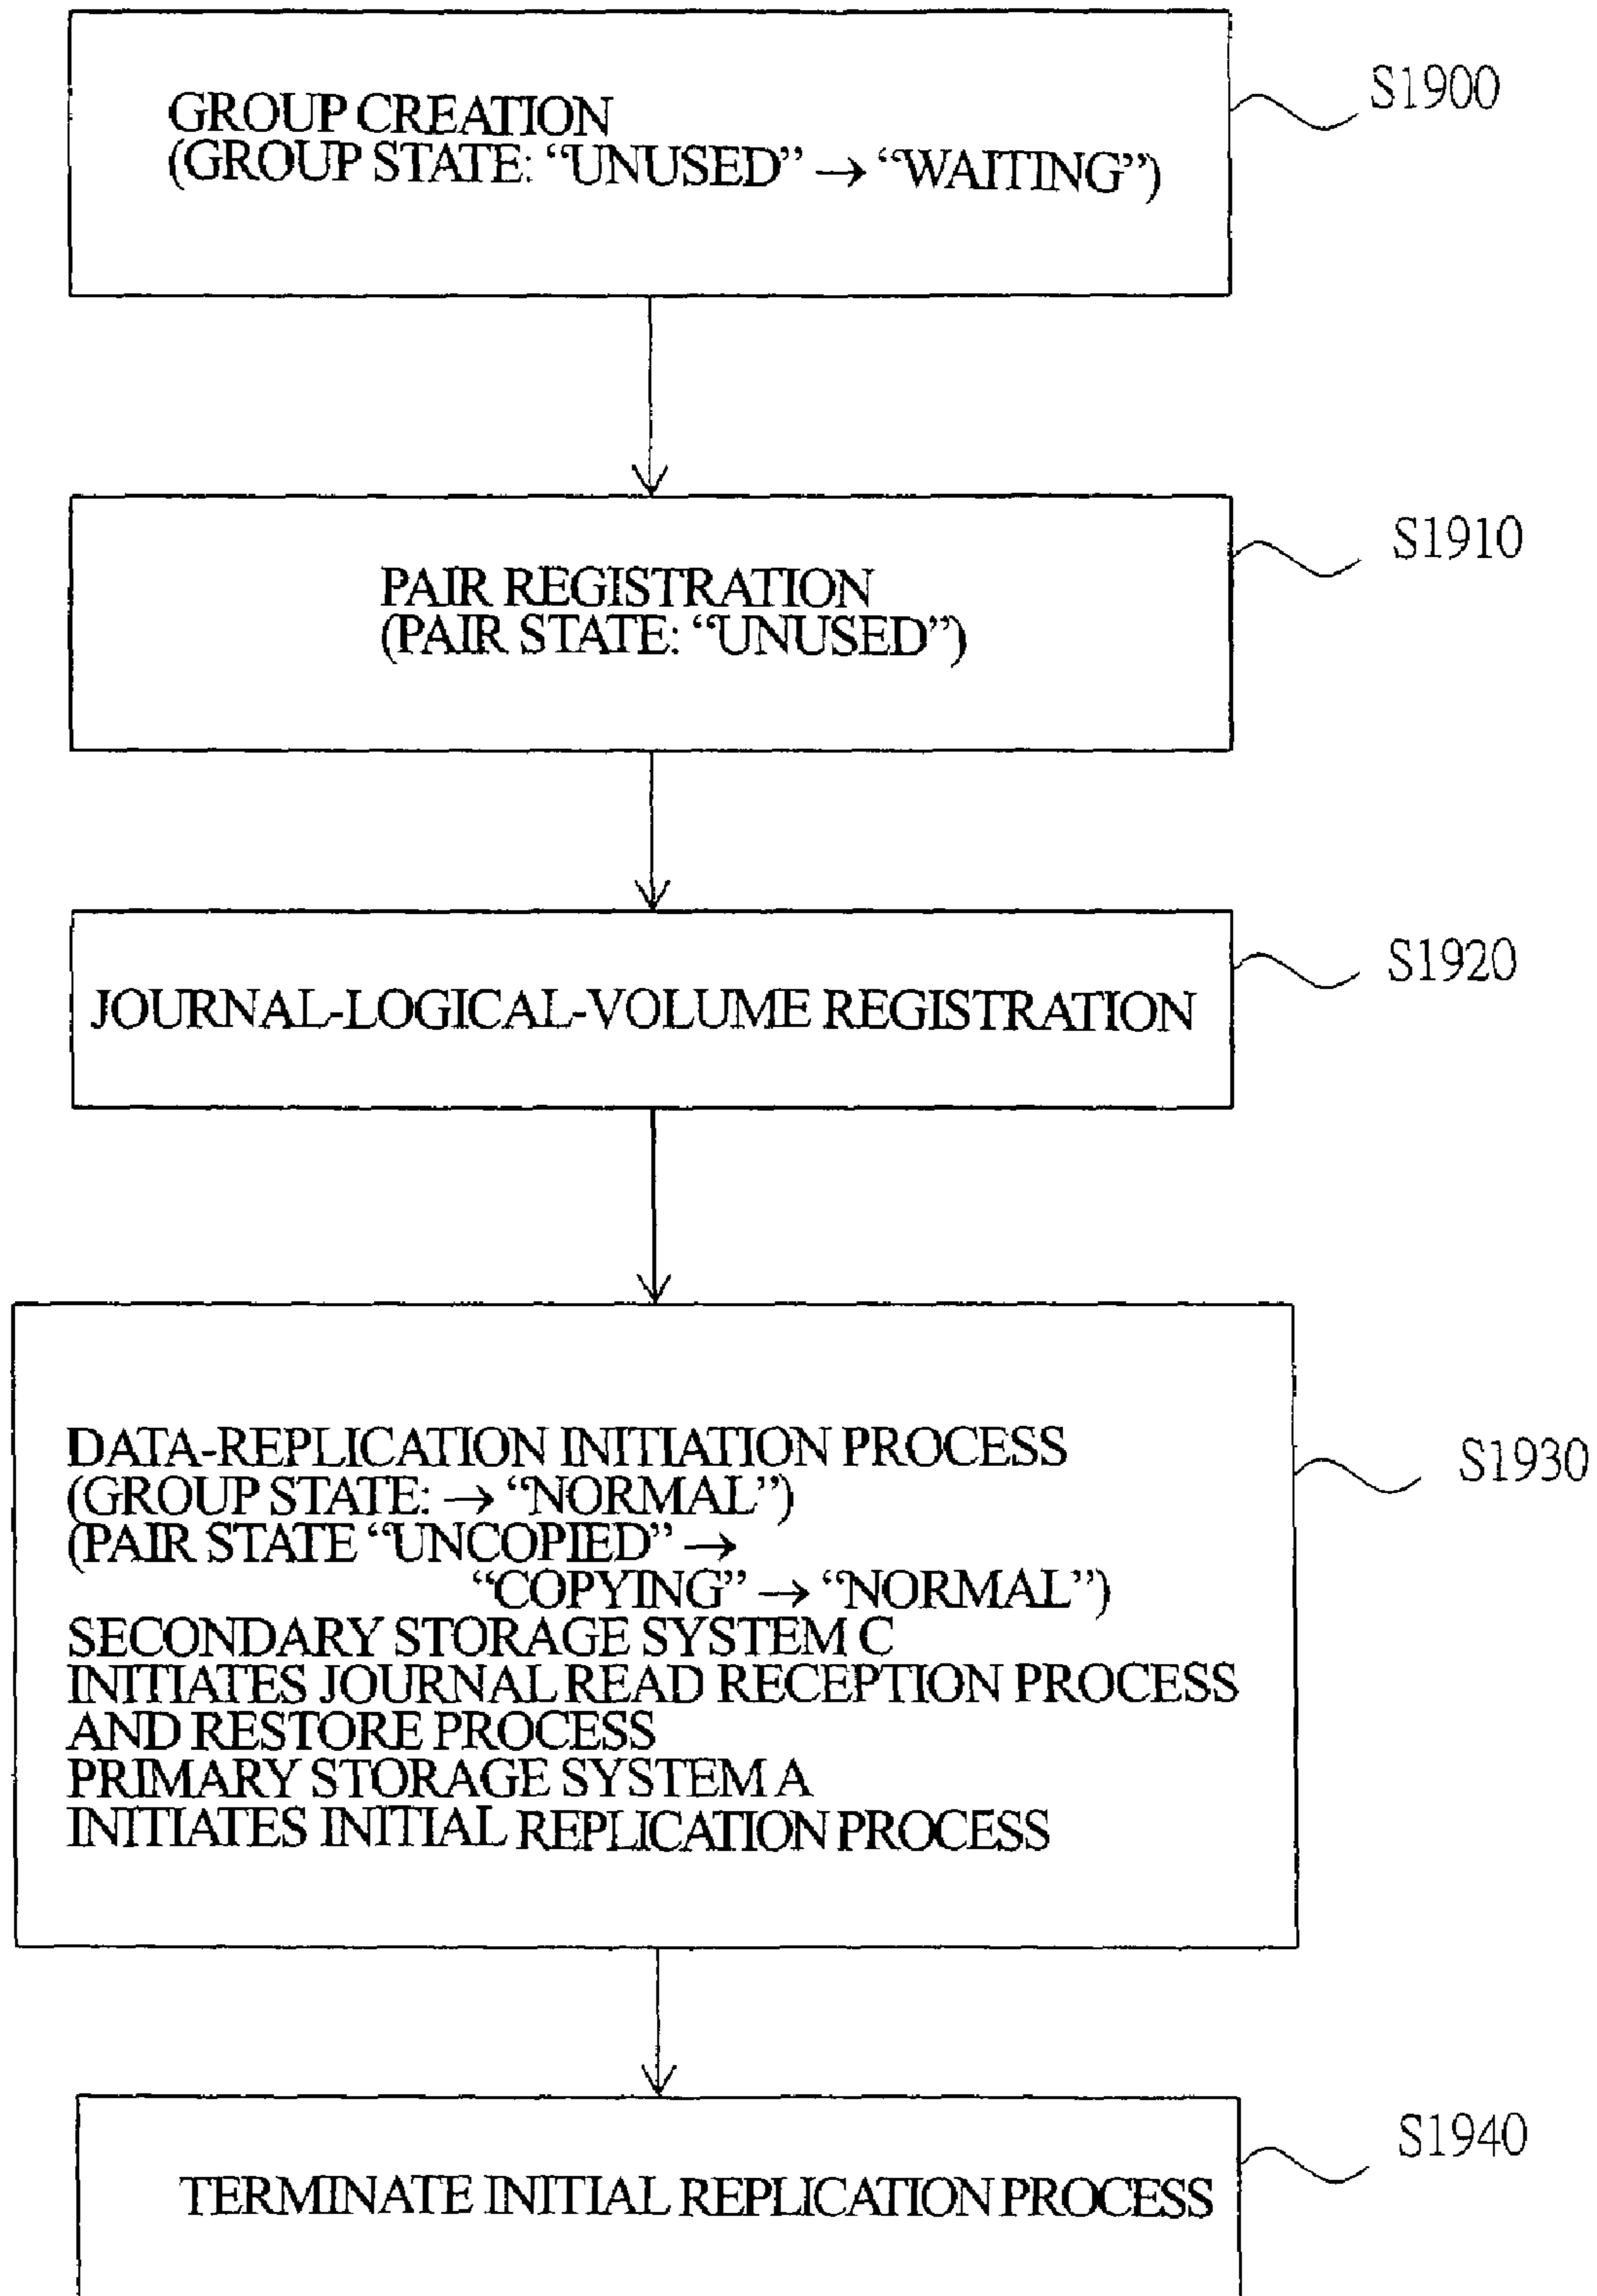 GROUP CREATION
(GROUP STATE: “UNUSED” → “WAITING”)
S1900
PAIR REGISTRATION
(PAIR STATE: “UNUSED”)
S1910
JOURNAL-LOGICAL-VOLUME REGISTRATION
S1920
DATA-REPLICATION INITIATION PROCESS
(GROUP STATE: → “NORMAL”)
(PAIR STATE “UNCOPIED” →
“COPYING” → “NORMAL”)
SECONDARY STORAGE SYSTEM C
INITIATES JOURNAL READ RECEPTION PROCESS
AND RESTORE PROCESS
PRIMARY STORAGE SYSTEM A
INITIATES INITIAL REPLICATION PROCESS
S1930
TERMINATE INITIAL REPLICATION PROCESS
S1940